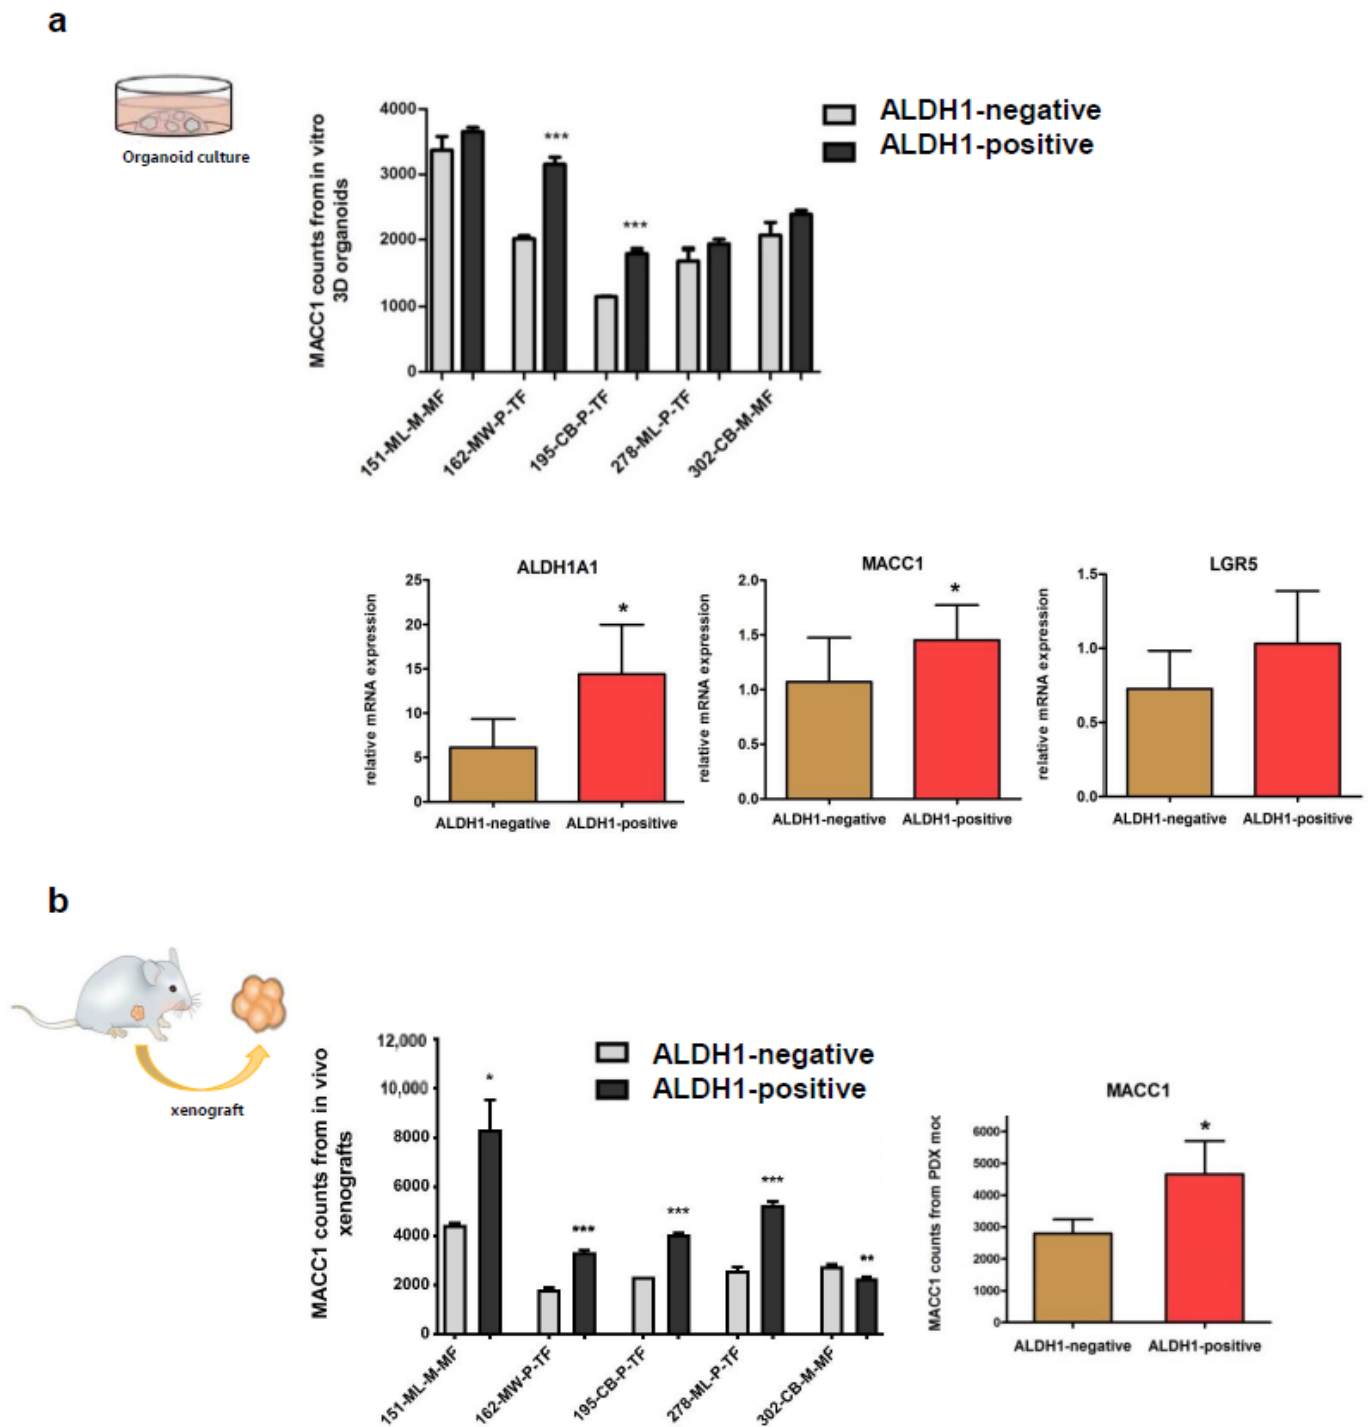 a
Organoid culture
MACC1 counts from in vitro
3D organoids
4000
3000
2000
1000
0
***
***
ALDH1-negative
ALDH1-positive
151-ML-M-MF
162-MW-P-TF
195-CB-P-TF
278-ML-P-TF
302-CB-M-MF
ALDH1A1
relative mRNA expression
25
20
15
10
5
0
*
ALDH1-negative
ALDH1-positive
MACC1
relative mRNA expression
2.0
1.5
1.0
0.5
0.0
*
ALDH1-negative
ALDH1-positive
LGR5
relative mRNA expression
1.5
1.0
0.5
0.0
ALDH1-negative
ALDH1-positive
b
xenograft
MACC1 counts from in vivo
xenografts
12,000
10,000
8000
6000
4000
2000
0
*
***
***
***
**
ALDH1-negative
ALDH1-positive
151-ML-M-MF
162-MW-P-TF
195-CB-P-TF
278-ML-P-TF
302-CB-M-MF
MACC1
MACC1 counts from PDX
6000
5000
4000
3000
2000
1000
0
*
ALDH1-negative
ALDH1-positive